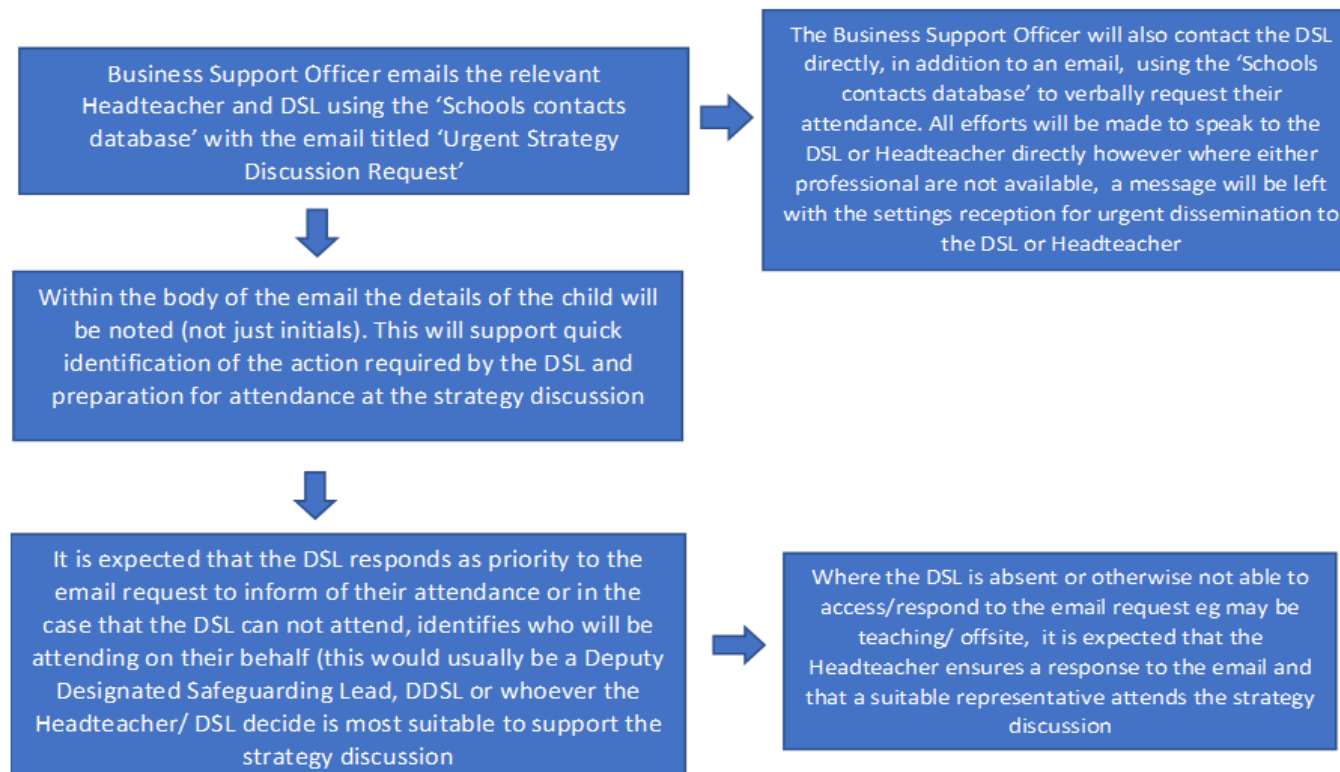 Business Support Officer emails the relevant
Headteacher and DSL using the ‘Schools contacts
database’ with the email titled ‘Urgent Strategy
Discussion Request’
The Business Support Officer will also contact the DSL
directly, in addition to an email,  using the ‘Schools
contacts database’ to verbally request their
attendance. All efforts will be made to speak to the
DSL or Headteacher directly however where either
professional are not available,  a message will be left
with the settings reception for urgent dissemination to
the DSL or Headteacher
Within the body of the email the details of the child will
be noted (not just initials). This will support quick
identification of the action required by the DSL and
preparation for attendance at the strategy discussion
It is expected that the DSL responds as priority to the
email request to inform of their attendance or in the
case that the DSL can not attend, identifies who will be
attending on their behalf (this would usually be a Deputy
Designated Safeguarding Lead, DDSL or whoever the
Headteacher/ DSL decide is most suitable to support the
strategy discussion
Where the DSL is absent or otherwise not able to
access/respond to the email request eg may be
teaching/ offsite,  it is expected that the
Headteacher ensures a response to the email and
that a suitable representative attends the strategy
discussion